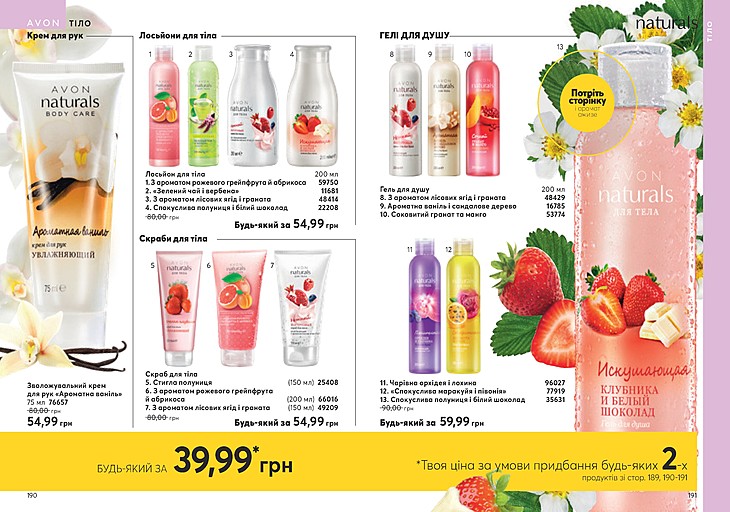 AVON ТІЛО
Крем для рук
AVON
naturals
BODY CARE
Ароматная ваниль
крем для рук
УВЛАЖНЯЮЩИЙ
75 мл
Зволожувальний крем
для рук «Ароматна ваніль»
75 мл 76657
80,00 грн
54,99 грн
Лосьйони для тіла
1 2 3 4
Лосьйон для тіла 200 мл
1. З ароматом рожевого грейпфрута й абрикоса 59750
2. «Зелений чай і вербена» 11681
3. З ароматом лісових ягід і граната 48414
4. Спокуслива полуниця і білий шоколад 22208
80,00 грн
Будь-який за 54,99 грн
Скраби для тіла
5 6 7
Скраб для тіла
5. Стигла полуниця (150 мл) 25408
6. З ароматом рожевого грейпфрута
й абрикоса (200 мл) 66016
7. З ароматом лісових ягід і граната (150 мл) 49209
80,00 грн
Будь-який за 54,99 грн
ГЕЛІ ДЛЯ ДУШУ
8 9 10
Гель для душу 200 мл
8. З ароматом лісових ягід і граната 48429
9. Ароматна ваніль і сандалове дерево 16785
10. Соковитий гранат та манго 53774
11 12
11. Чарівна орхідея і лохина 96027
12. «Спокуслива маракуйя і півонія» 77919
13. Спокуслива полуниця і білий шоколад 35631
90,00 грн
Будь-який за 59,99 грн
naturals
ТІЛО
13
Потріть
сторінку
і аромат
оживе
AVON
naturals
ДЛЯ ТЕЛА
Искушающая
КЛУБНИКА
И БЕЛЫЙ
ШОКОЛАД
Гель для душа
БУДЬ-ЯКИЙ ЗА 39,99* грн
*Твоя ціна за умови придбання будь-яких 2-х
продуктів зі стор. 189, 190-191
190
191